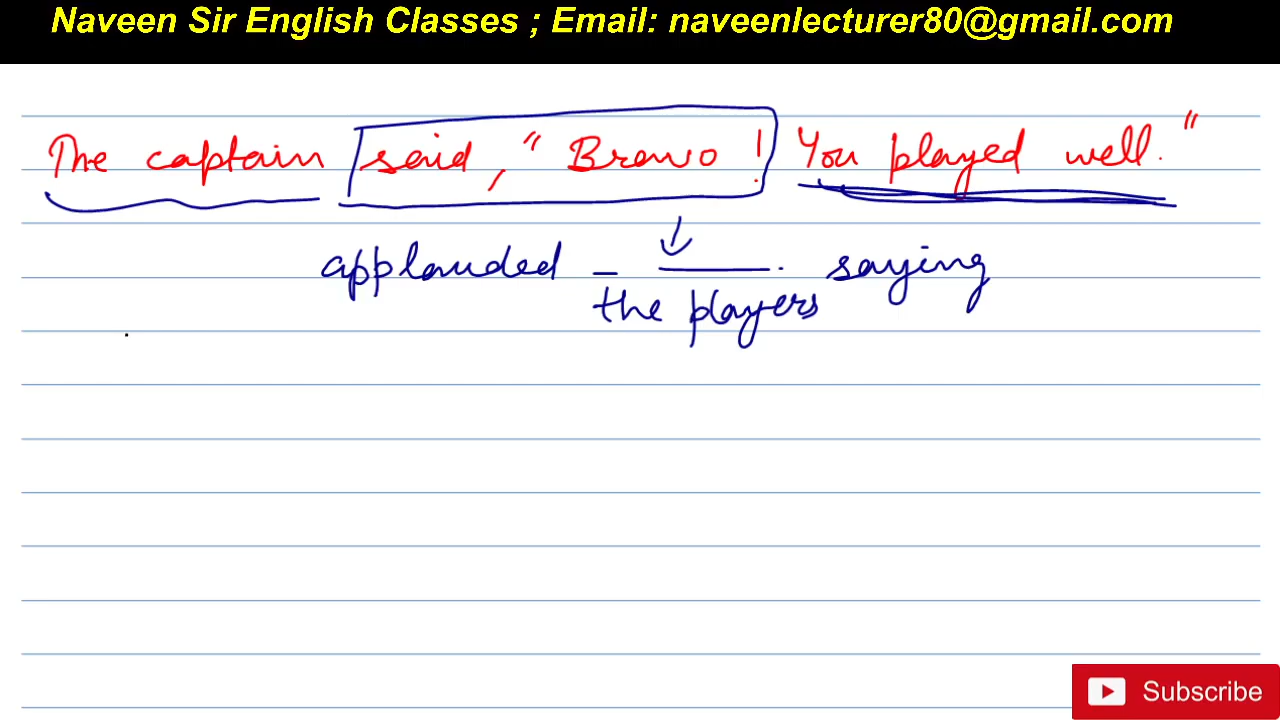 Naveen Sir English Classes ; Email: naveenlecturer80@gmail.com
The captain said, " Bravo ! You played well."
applauded - ____. saying
the players
Subscribe